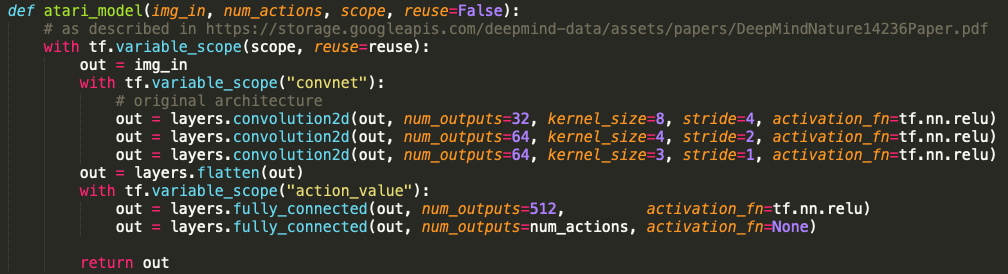 def atari_model(img_in, num_actions, scope, reuse=False):
    # as described in https://storage.googleapis.com/deepmind-data/assets/papers/DeepMindNature14236Paper.pdf
    with tf.variable_scope(scope, reuse=reuse):
        out = img_in
        with tf.variable_scope("convnet"):
            # original architecture
            out = layers.convolution2d(out, num_outputs=32, kernel_size=8, stride=4, activation_fn=tf.nn.relu)
            out = layers.convolution2d(out, num_outputs=64, kernel_size=4, stride=2, activation_fn=tf.nn.relu)
            out = layers.convolution2d(out, num_outputs=64, kernel_size=3, stride=1, activation_fn=tf.nn.relu)
        out = layers.flatten(out)
        with tf.variable_scope("action_value"):
            out = layers.fully_connected(out, num_outputs=512,         activation_fn=tf.nn.relu)
            out = layers.fully_connected(out, num_outputs=num_actions, activation_fn=None)

        return out